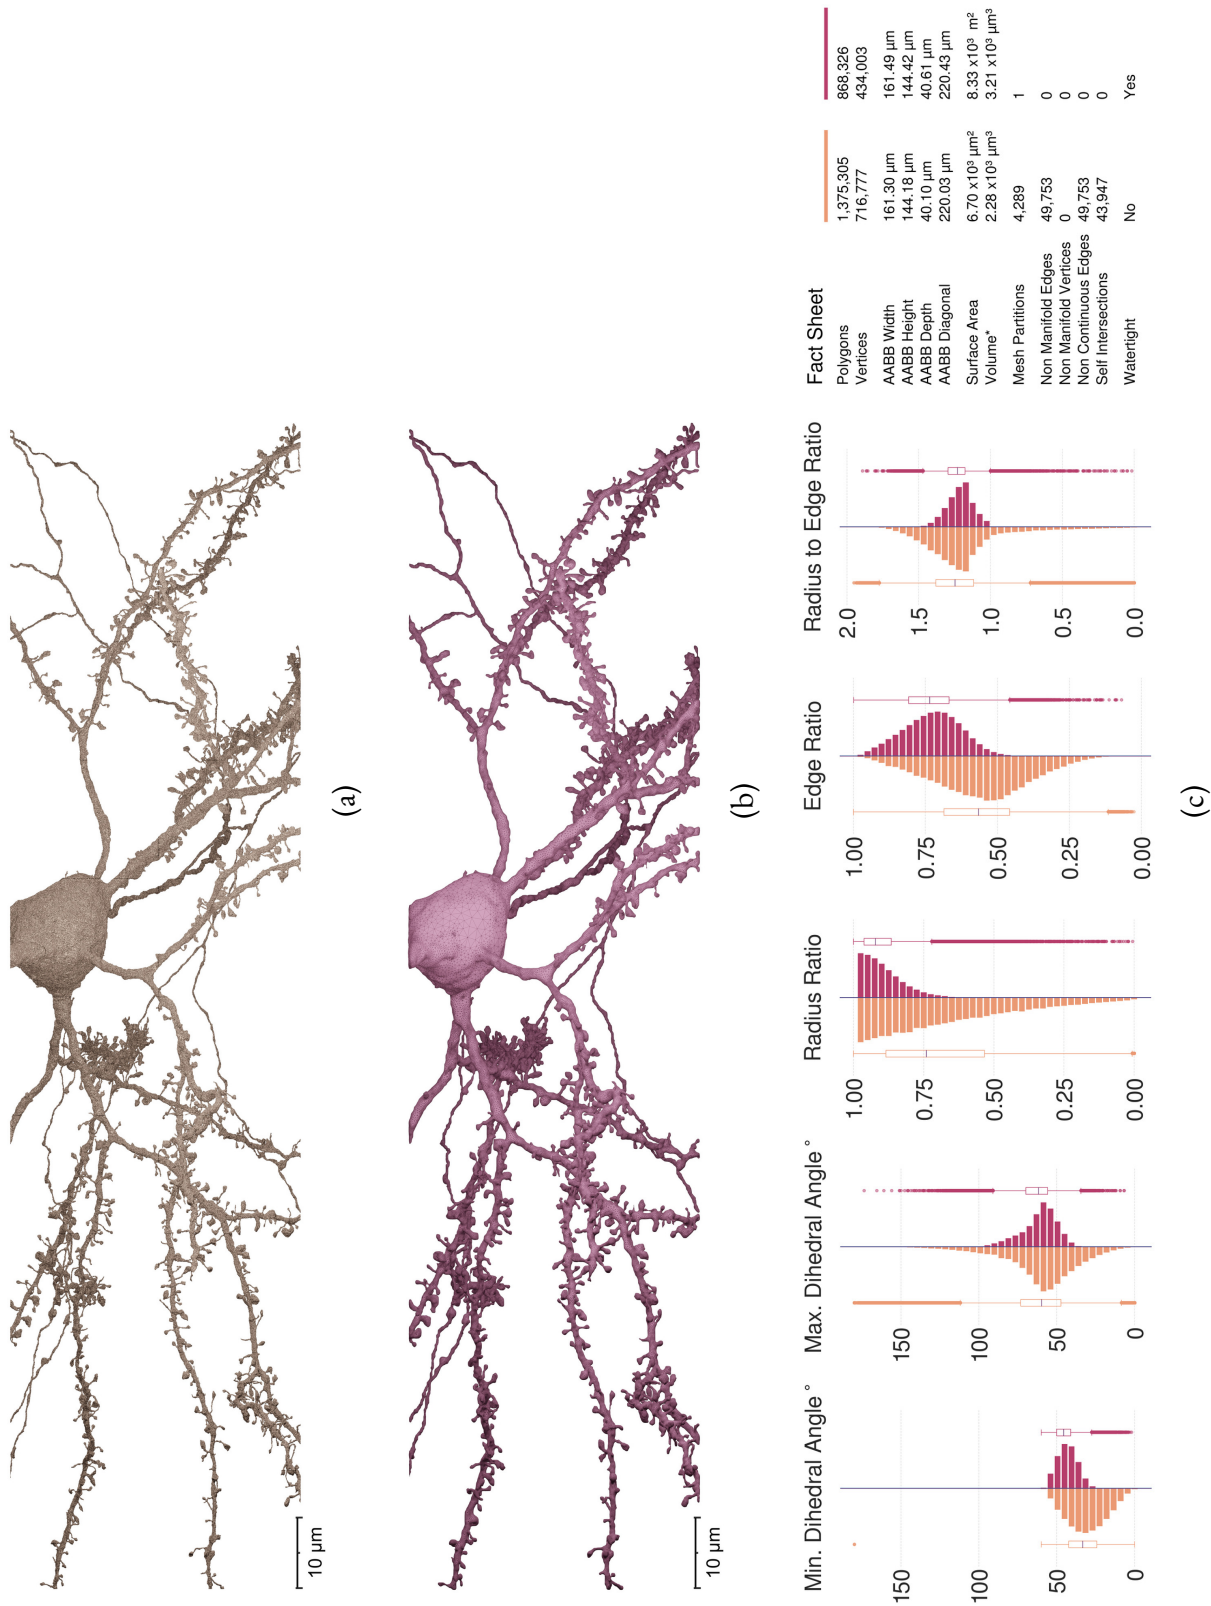 10 µm
(a)
10 µm
(b)
Min. Dihedral Angle °
150
100
50
0
Max. Dihedral Angle °
150
100
50
0
Radius Ratio
1.00
0.75
0.50
0.25
0.00
Edge Ratio
1.00
0.75
0.50
0.25
0.00
Radius to Edge Ratio
2.0
1.5
1.0
0.5
0.0
Fact Sheet
Polygons 1,375,305 868,326
Vertices 716,777 434,003
AABB Width 161.30 µm 161.49 µm
AABB Height 144.18 µm 144.42 µm
AABB Depth 40.10 µm 40.61 µm
AABB Diagonal 220.03 µm 220.43 µm
Surface Area 6.70 x10³ µm² 8.33 x10³ m²
Volume* 2.28 x10³ µm³ 3.21 x10³ µm³
Mesh Partitions 4,289 1
Non Manifold Edges 49,753 0
Non Manifold Vertices 0 0
Non Continuous Edges 49,753 0
Self Intersections 43,947 0
Watertight No Yes
(c)